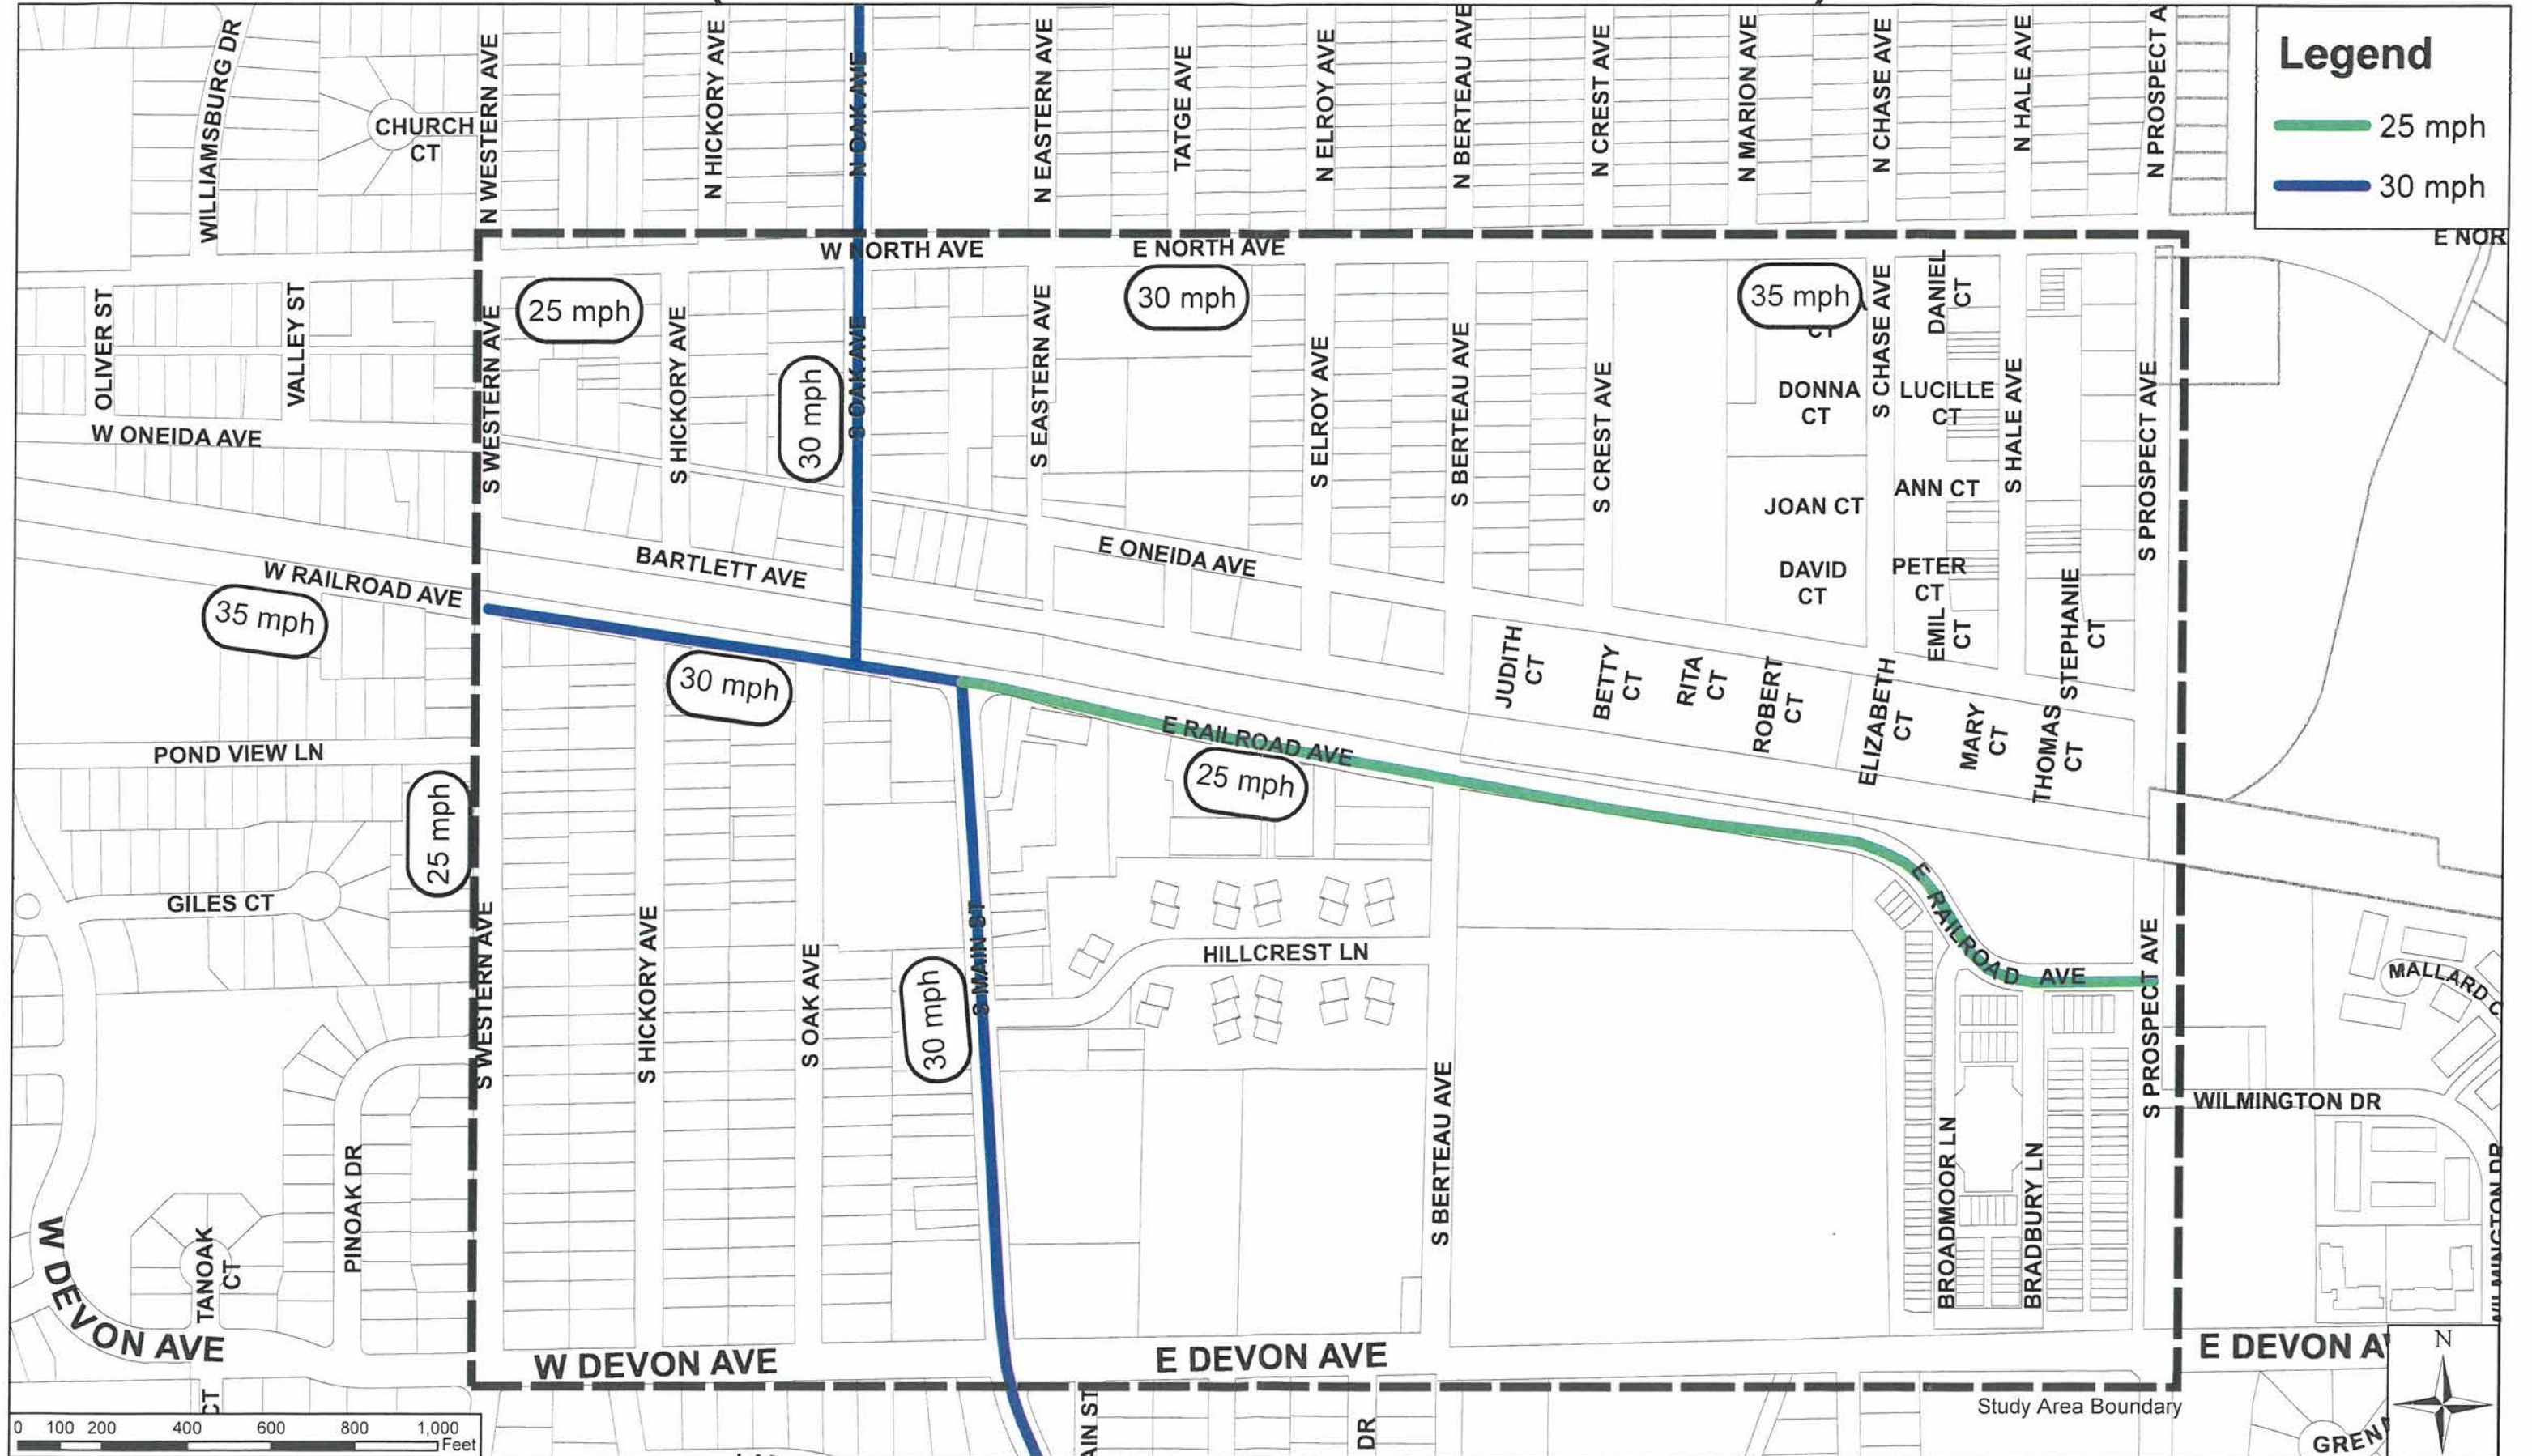 WILLIAMSBURG DR
CHURCH
CT
N WESTERN AVE
N HICKORY AVE
N OAK AVE
N EASTERN AVE
TATGE AVE
N ELROY AVE
N BERTEAU AVE
N CREST AVE
N MARION AVE
N CHASE AVE
N HALE AVE
N PROSPECT A
Legend
25 mph
30 mph
W NORTH AVE
E NORTH AVE
E NOR
OLIVER ST
VALLEY ST
S WESTERN AVE
25 mph
S HICKORY AVE
30 mph
S OAK AVE
S EASTERN AVE
30 mph
S ELROY AVE
S BERTEAU AVE
S CREST AVE
35 mph
CT
S CHASE AVE
DANIEL
CT
DONNA
CT
LUCILLE
CT
S HALE AVE
S PROSPECT AVE
W ONEIDA AVE
JOAN CT
ANN CT
BARTLETT AVE
E ONEIDA AVE
DAVID
CT
PETER
CT
EMIL
CT
STEPHANIE
CT
W RAILROAD AVE
35 mph
30 mph
JUDITH
CT
BETTY
CT
RITA
CT
ROBERT
CT
ELIZABETH
CT
MARY
CT
THOMAS
CT
E RAILROAD AVE
25 mph
POND VIEW LN
25 mph
GILES CT
S WESTERN AVE
S HICKORY AVE
S OAK AVE
30 mph
S MAIN ST
HILLCREST LN
E RAILROAD AVE
S PROSPECT AVE
MALLARD C
WILMINGTON DR
WILMINGTON DR
S BERTEAU AVE
BROADMOOR LN
BRADBURY LN
PINOAK DR
TANOAK
CT
W DEVON AVE
W DEVON AVE
E DEVON AVE
E DEVON AV
N
Study Area Boundary
CT
AIN ST
DR
GREN
0 100 200 400 600 800 1,000
Feet